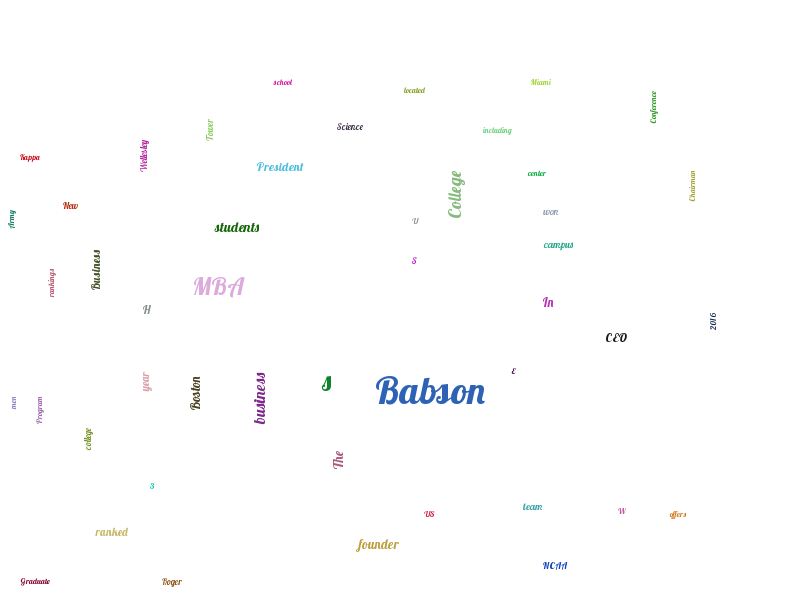 school
located
Miami
Conference
Science
Tower
including
Wellesley
Kappa
President
center
College
Chairman
New
Army
won
U
students
campus
S
Business
rankings
MBA
In
H
2016
CEO
E
year
Boston
business
s
Babson
men
Program
college
The
3
team
US
W
offers
ranked
founder
NCAA
Graduate
Roger